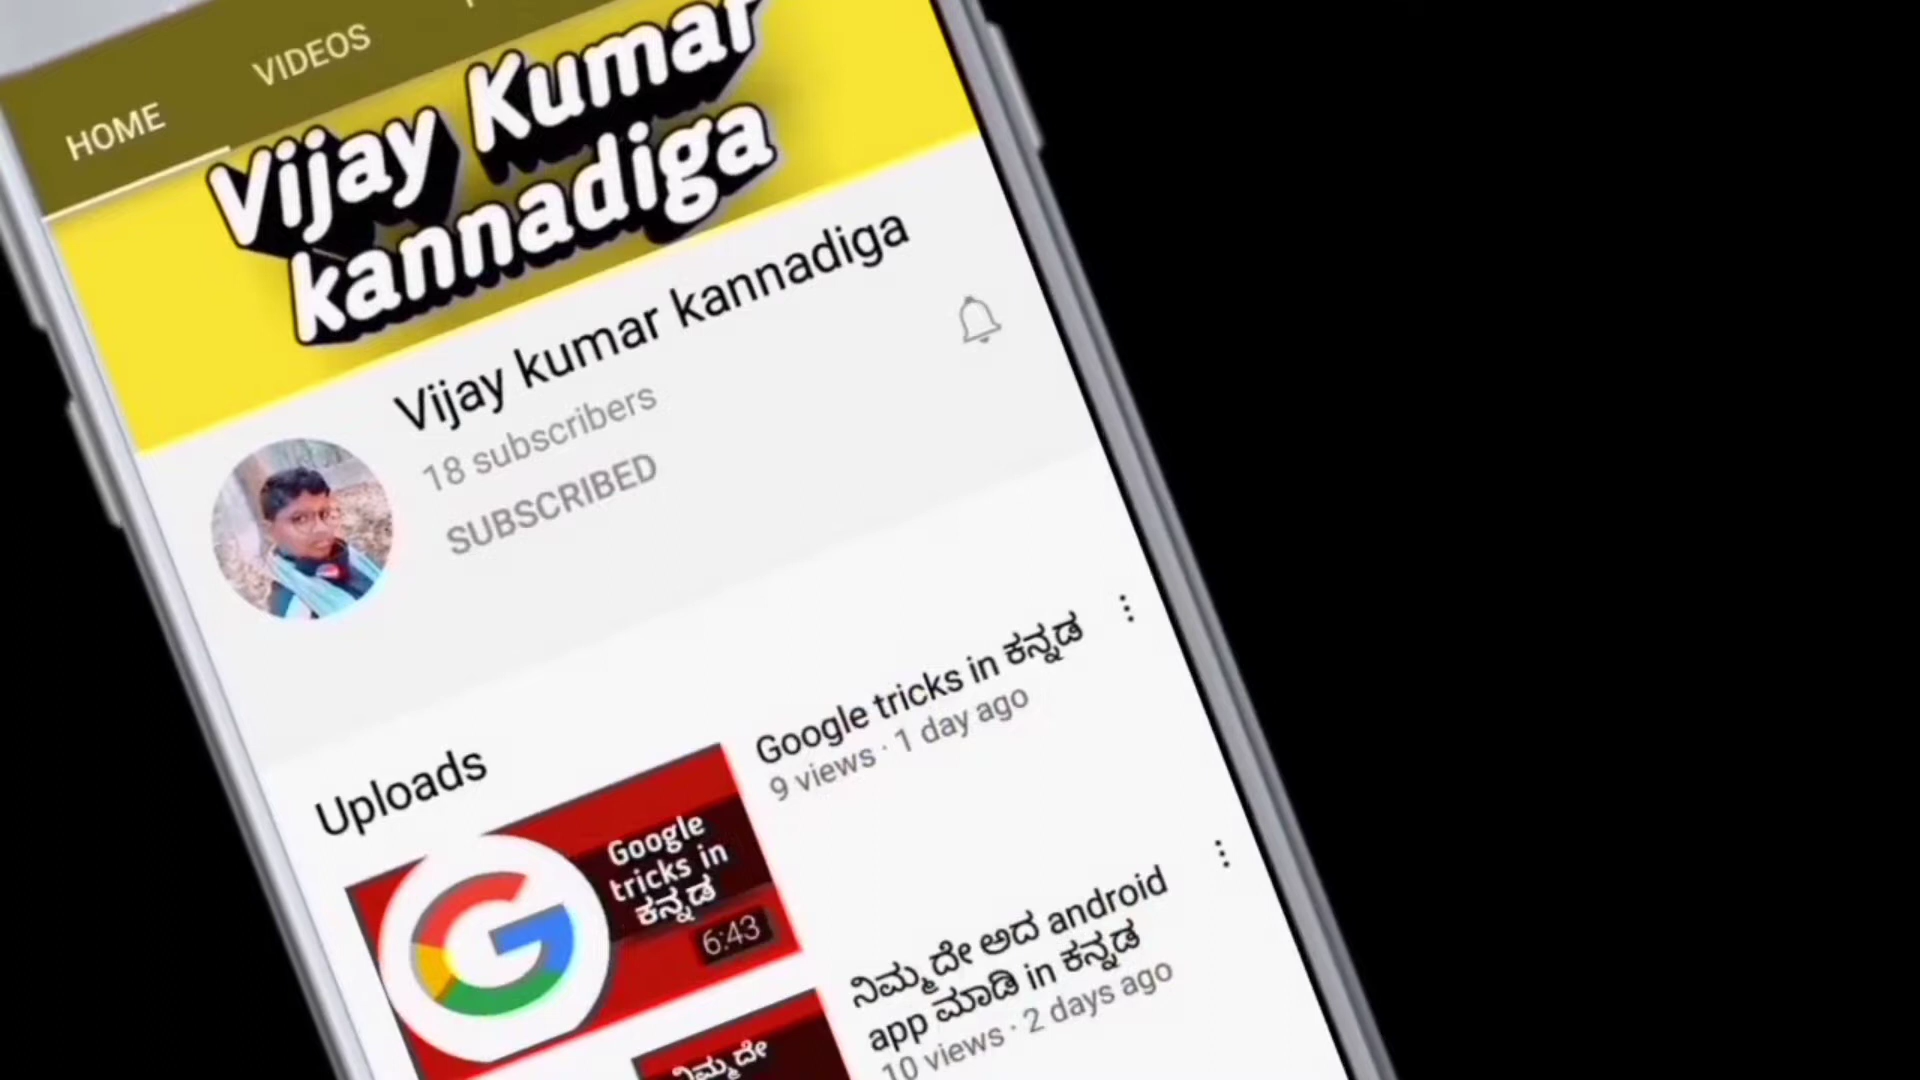 HOME
VIDEOS
Vijay Kumar
kannadiga
Vijay kumar kannadiga
18 subscribers
SUBSCRIBED
Uploads
Google
tricks in
ಕನ್ನಡ
6:43
Google tricks in ಕನ್ನಡ
9 views · 1 day ago
ನಿಮ್ಮದೇ
ನಿಮ್ಮದೇ ಅದ android
app ಮಾಡಿ in ಕನ್ನಡ
10 views · 2 days ago